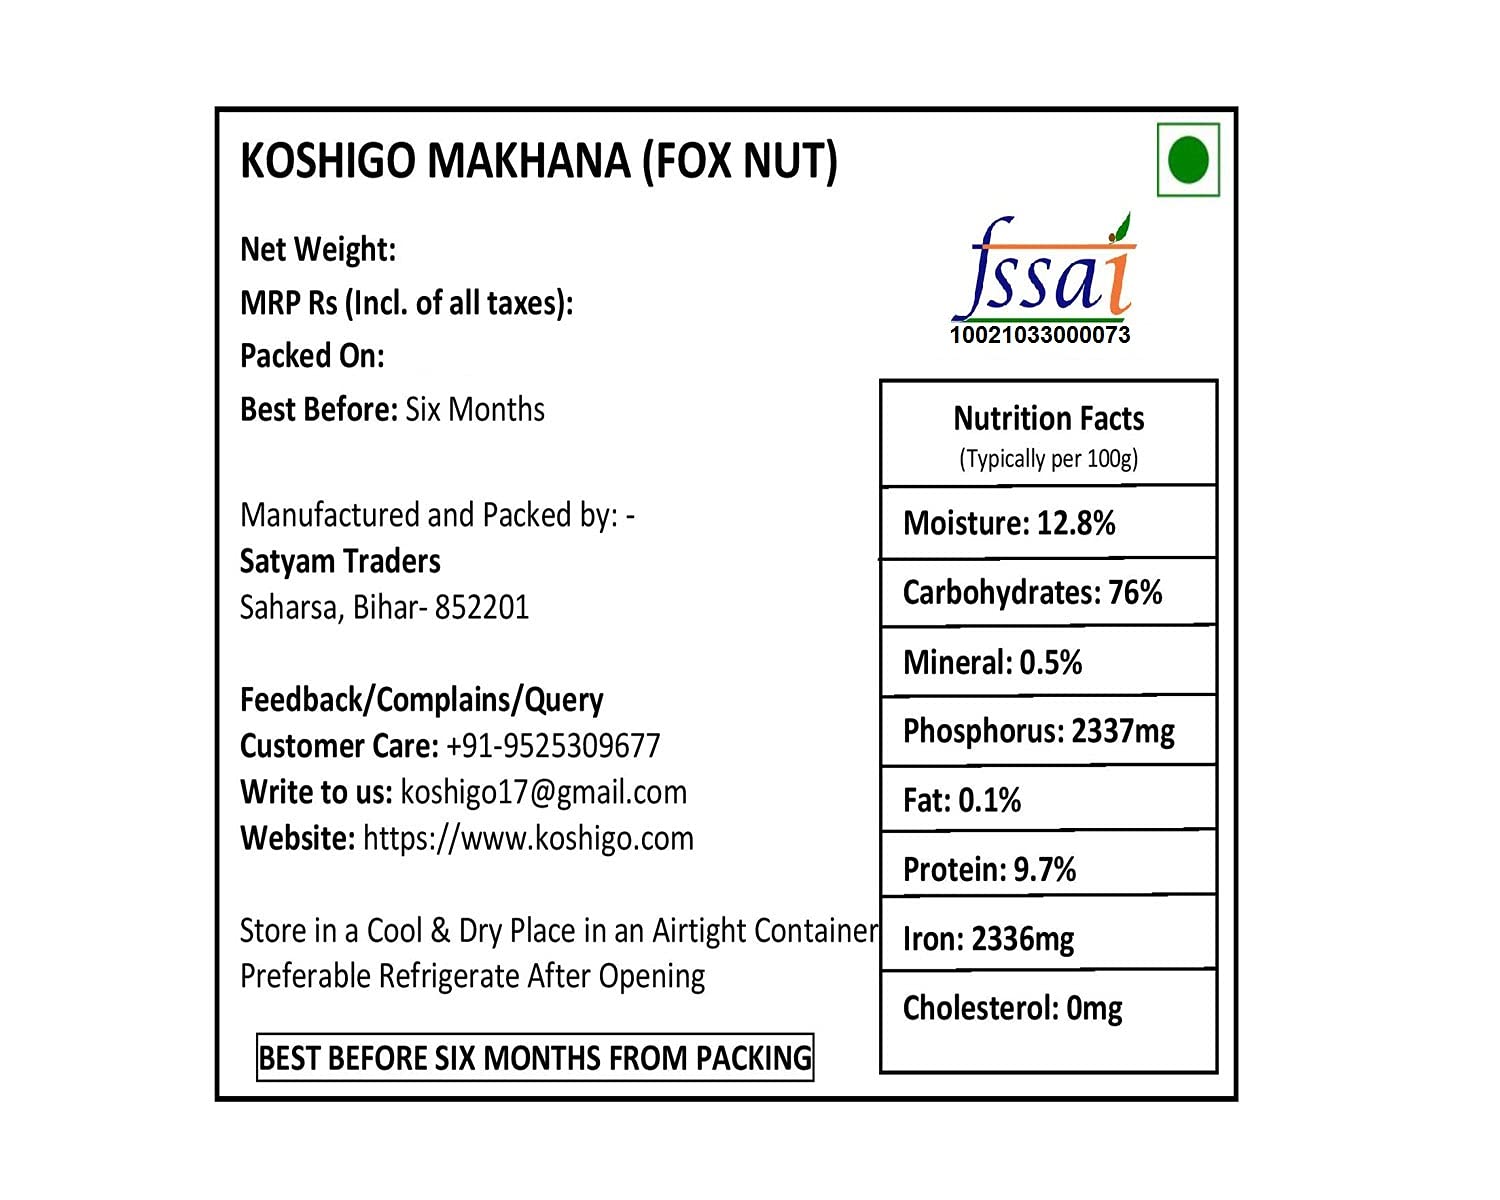 KOSHIGO MAKHANA (FOX NUT)
Net Weight:
MRP Rs (Incl. of all taxes):
Packed On:
Best Before: Six Months
Manufactured and Packed by: -
Satyam Traders
Saharsa, Bihar- 852201
Feedback/Complains/Query
Customer Care: +91-9525309677
Write to us: koshigo17@gmail.com
Website: https://www.koshigo.com
Store in a Cool & Dry Place in an Airtight Container
Preferable Refrigerate After Opening
BEST BEFORE SIX MONTHS FROM PACKING
fssai
10021033000073
Nutrition Facts
(Typically per 100g)
Moisture: 12.8%
Carbohydrates: 76%
Mineral: 0.5%
Phosphorus: 2337mg
Fat: 0.1%
Protein: 9.7%
Iron: 2336mg
Cholesterol: 0mg